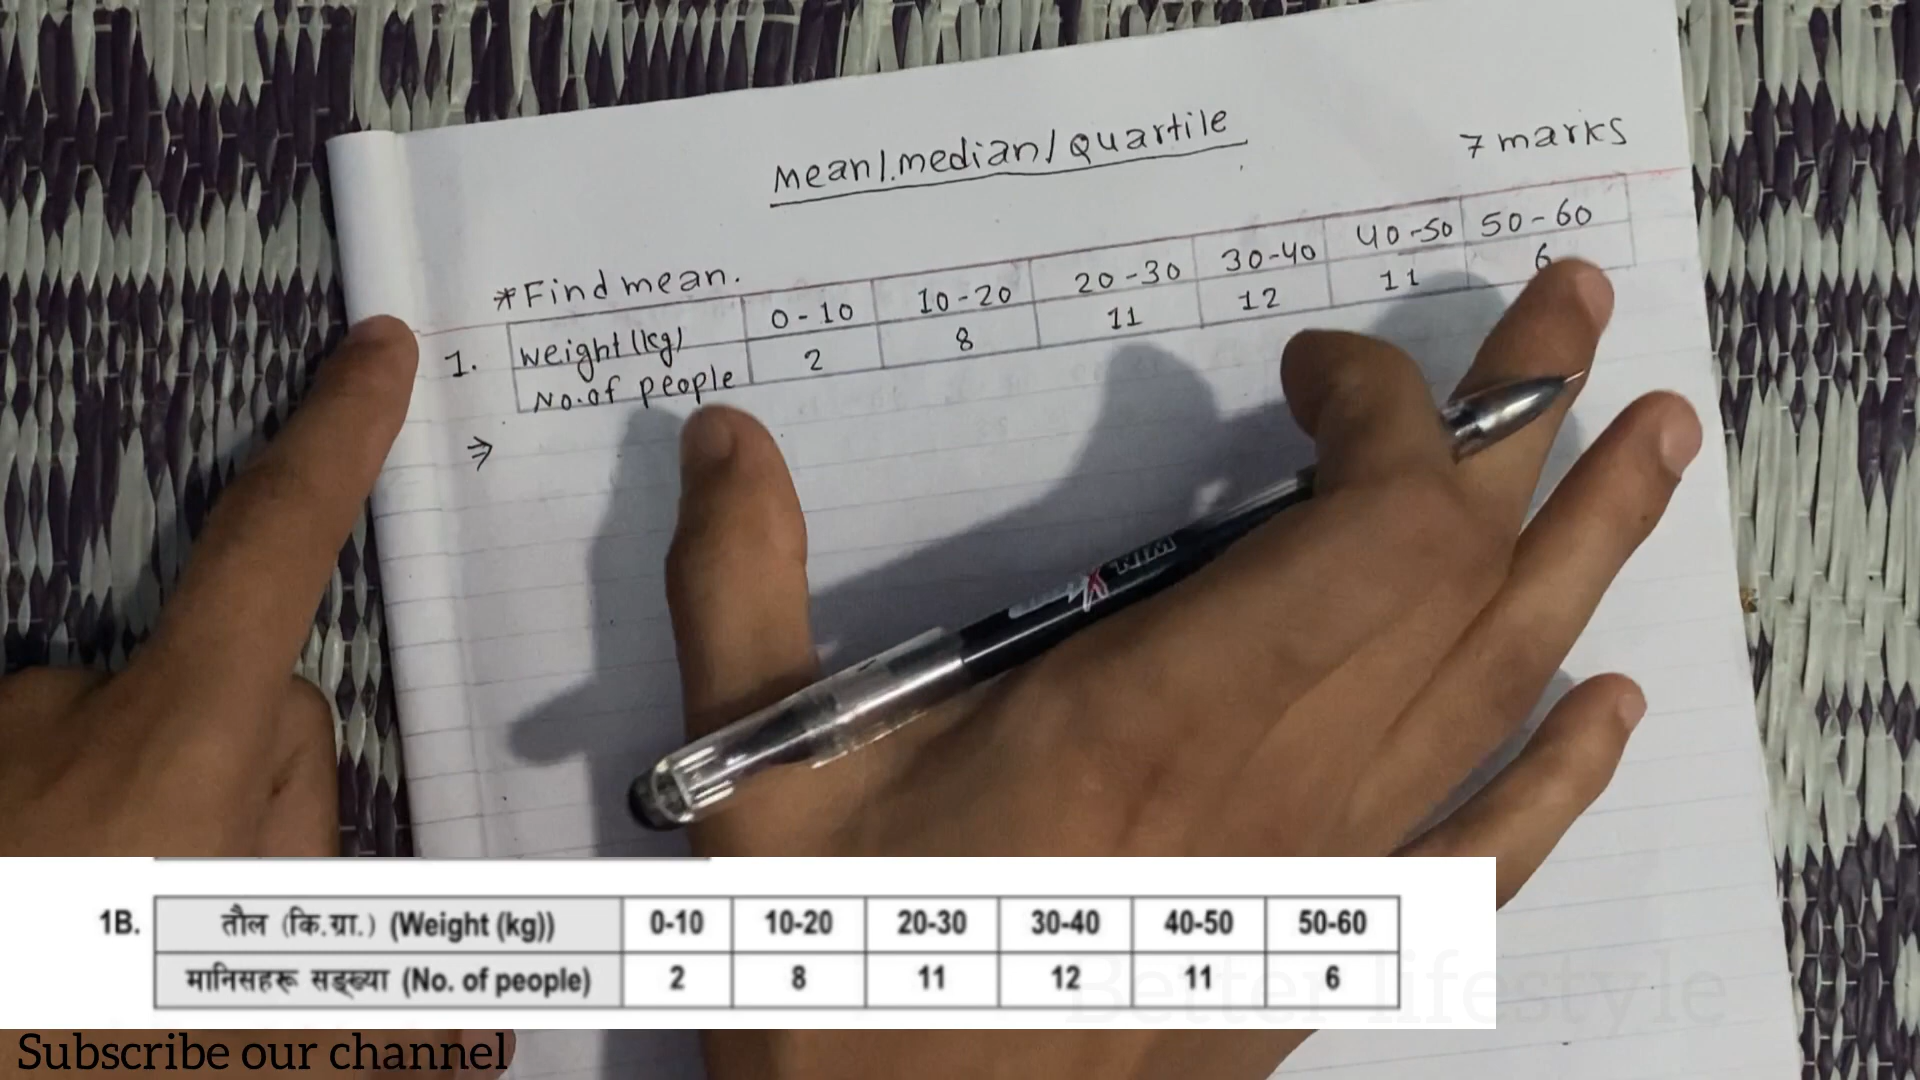 Mean/.median/Quartile
7 marks
*Find mean.
1. weight(kg) 0-10 10-20 20-30 30-40 40-50 50-60
No.of people 2 8 11 12 11 6
⇒
1B. तौल (कि.ग्रा.) (Weight (kg)) 0-10 10-20 20-30 30-40 40-50 50-60
मानिसहरू सङ्ख्या (No. of people) 2 8 11 12 11 6
Better lifestyle
Subscribe our channel